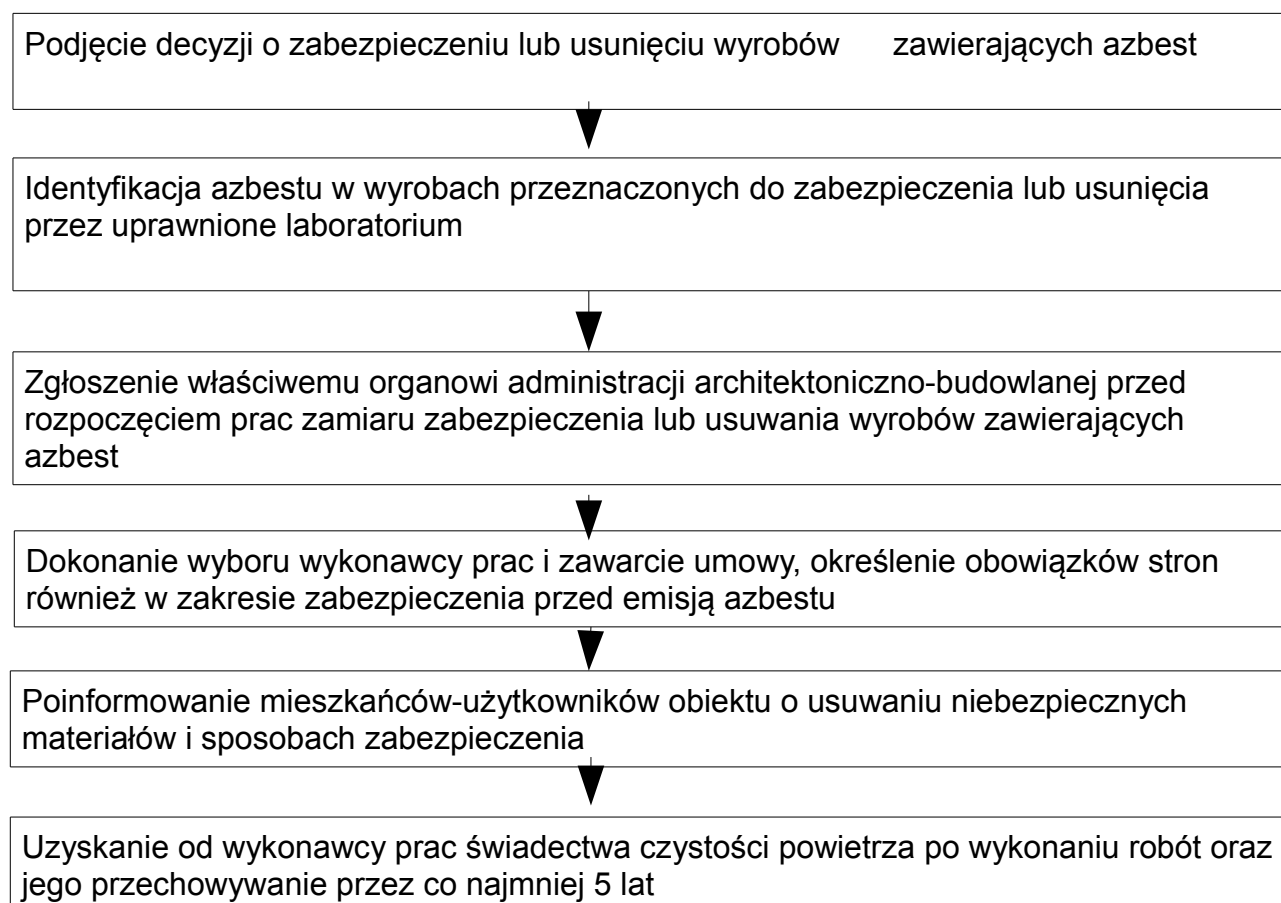 Podjęcie decyzji o zabezpieczeniu lub usunięciu wyrobów zawierających azbest
Identyfikacja azbestu w wyrobach przeznaczonych do zabezpieczenia lub usunięcia
przez uprawnione laboratorium
Zgłoszenie właściwemu organowi administracji architektoniczno-budowlanej przed
rozpoczęciem prac zamiaru zabezpieczenia lub usuwania wyrobów zawierających
azbest
Dokonanie wyboru wykonawcy prac i zawarcie umowy, określenie obowiązków stron
również w zakresie zabezpieczenia przed emisją azbestu
Poinformowanie mieszkańców-użytkowników obiektu o usuwaniu niebezpiecznych
materiałów i sposobach zabezpieczenia
Uzyskanie od wykonawcy prac świadectwa czystości powietrza po wykonaniu robót oraz
jego przechowywanie przez co najmniej 5 lat